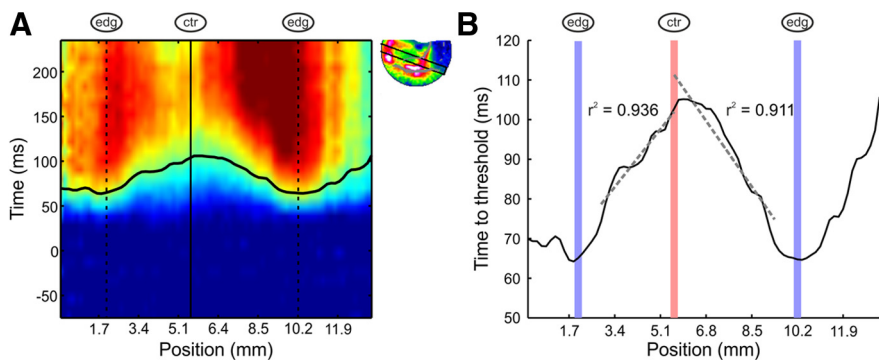 A
edg
ctr
edg
Time (ms)
200
150
100
50
0
-50
1.7 3.4 5.1 6.4 8.5 10.2 11.9
Position (mm)
B
edg
ctr
edg
Time to threshold (ms)
120
110
100
90
80
70
60
50
r² = 0.936
r² = 0.911
1.7 3.4 5.1 6.8 8.5 10.2 11.9
Position (mm)